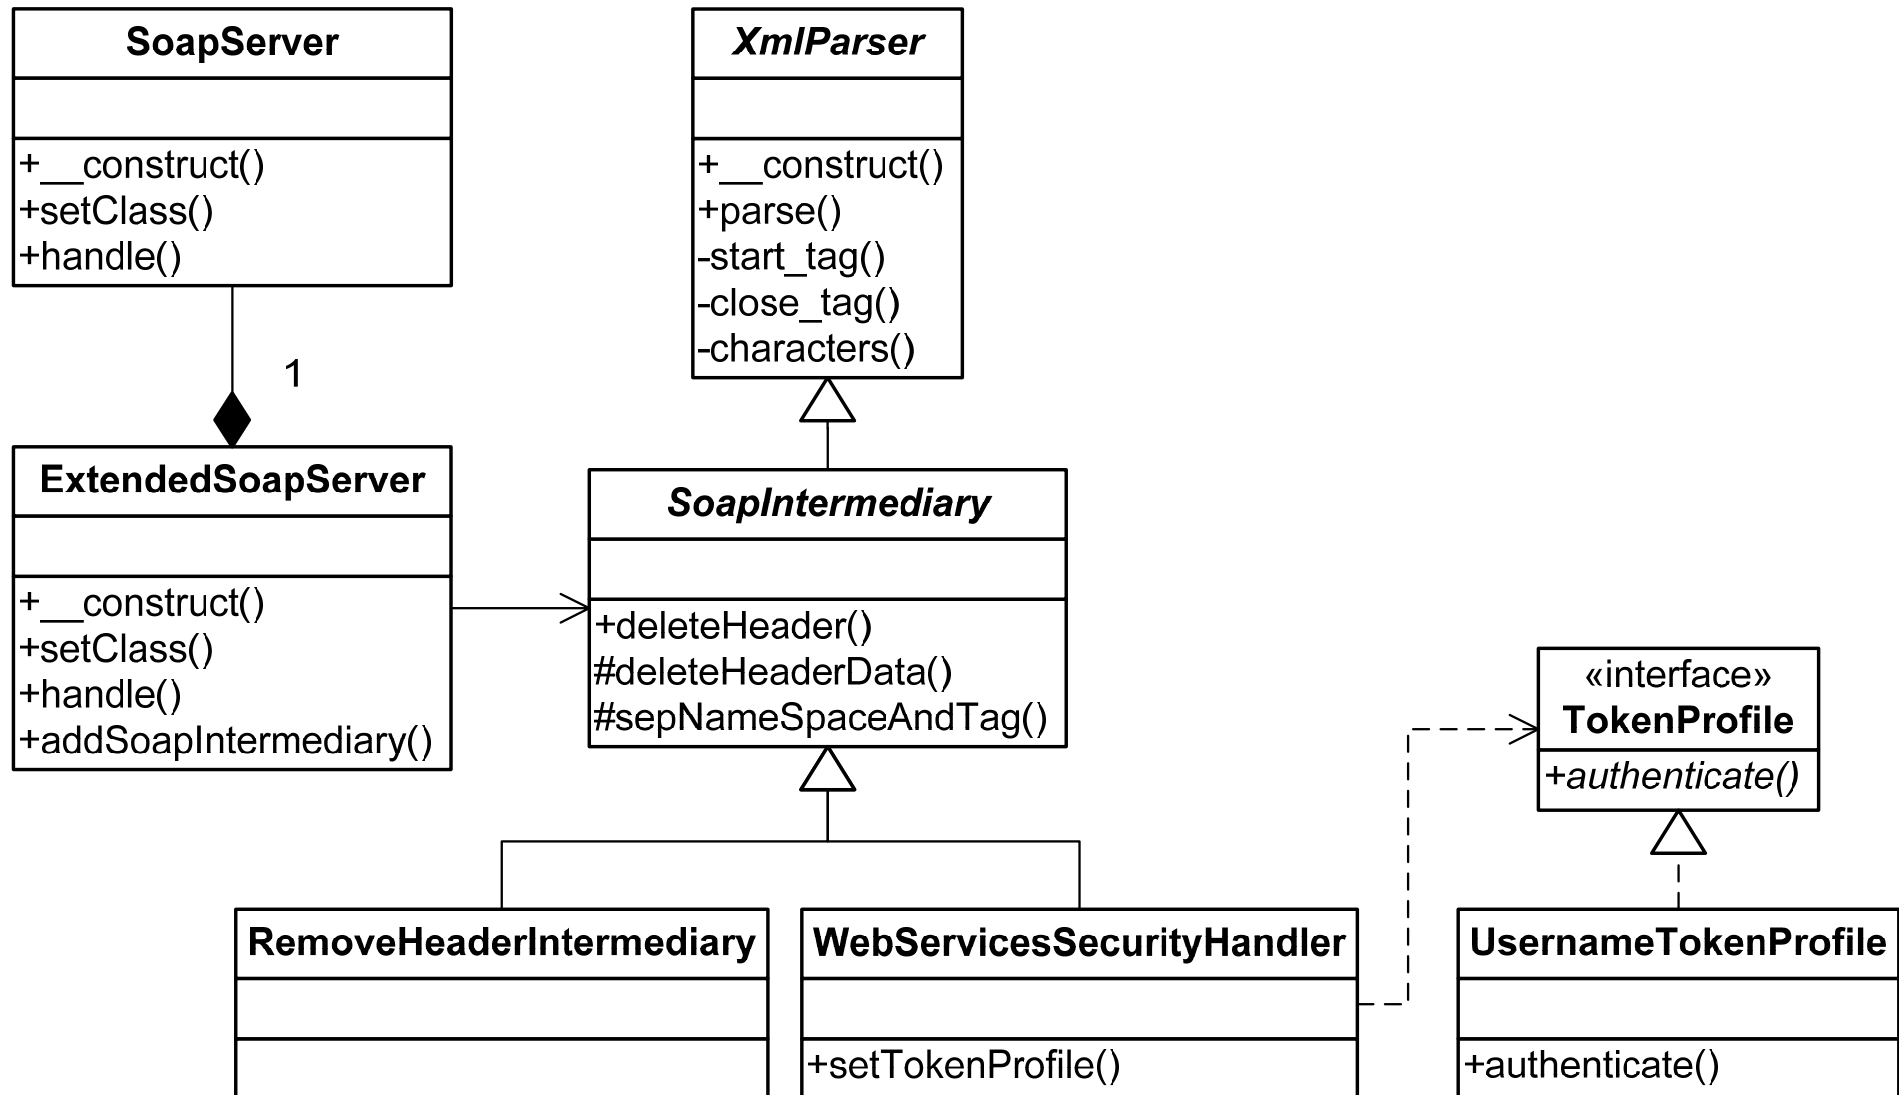 SoapServer
+__construct()
+setClass()
+handle()
1
ExtendedSoapServer
+__construct()
+setClass()
+handle()
+addSoapIntermediary()
XmlParser
+__construct()
+parse()
-start_tag()
-close_tag()
-characters()
SoapIntermediary
+deleteHeader()
#deleteHeaderData()
#sepNameSpaceAndTag()
«interface»
TokenProfile
+authenticate()
RemoveHeaderIntermediary
WebServicesSecurityHandler
+setTokenProfile()
UsernameTokenProfile
+authenticate()